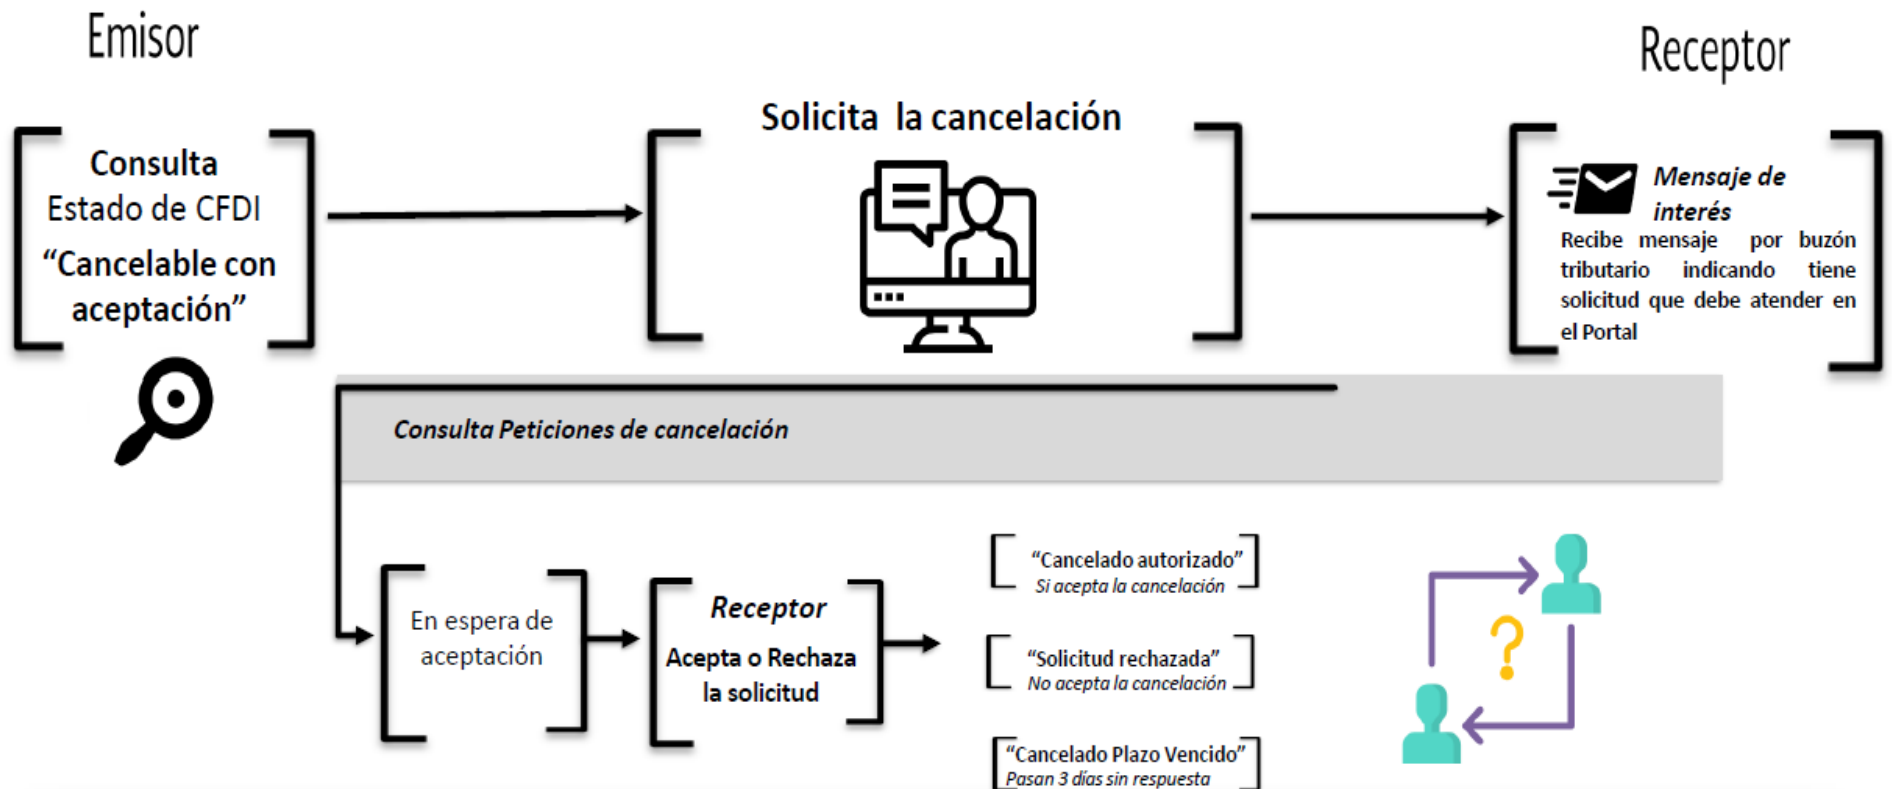 Emisor
Receptor
Consulta
Estado de CFDI
“Cancelable con
aceptación”
Solicita la cancelación
Mensaje de
interés
Recibe mensaje por buzón
tributario indicando tiene
solicitud que debe atender en
el Portal
Consulta Peticiones de cancelación
En espera de
aceptación
Receptor
Acepta o Rechaza
la solicitud
“Cancelado autorizado”
Si acepta la cancelación
“Solicitud rechazada”
No acepta la cancelación
“Cancelado Plazo Vencido”
Pasan 3 días sin respuesta
?